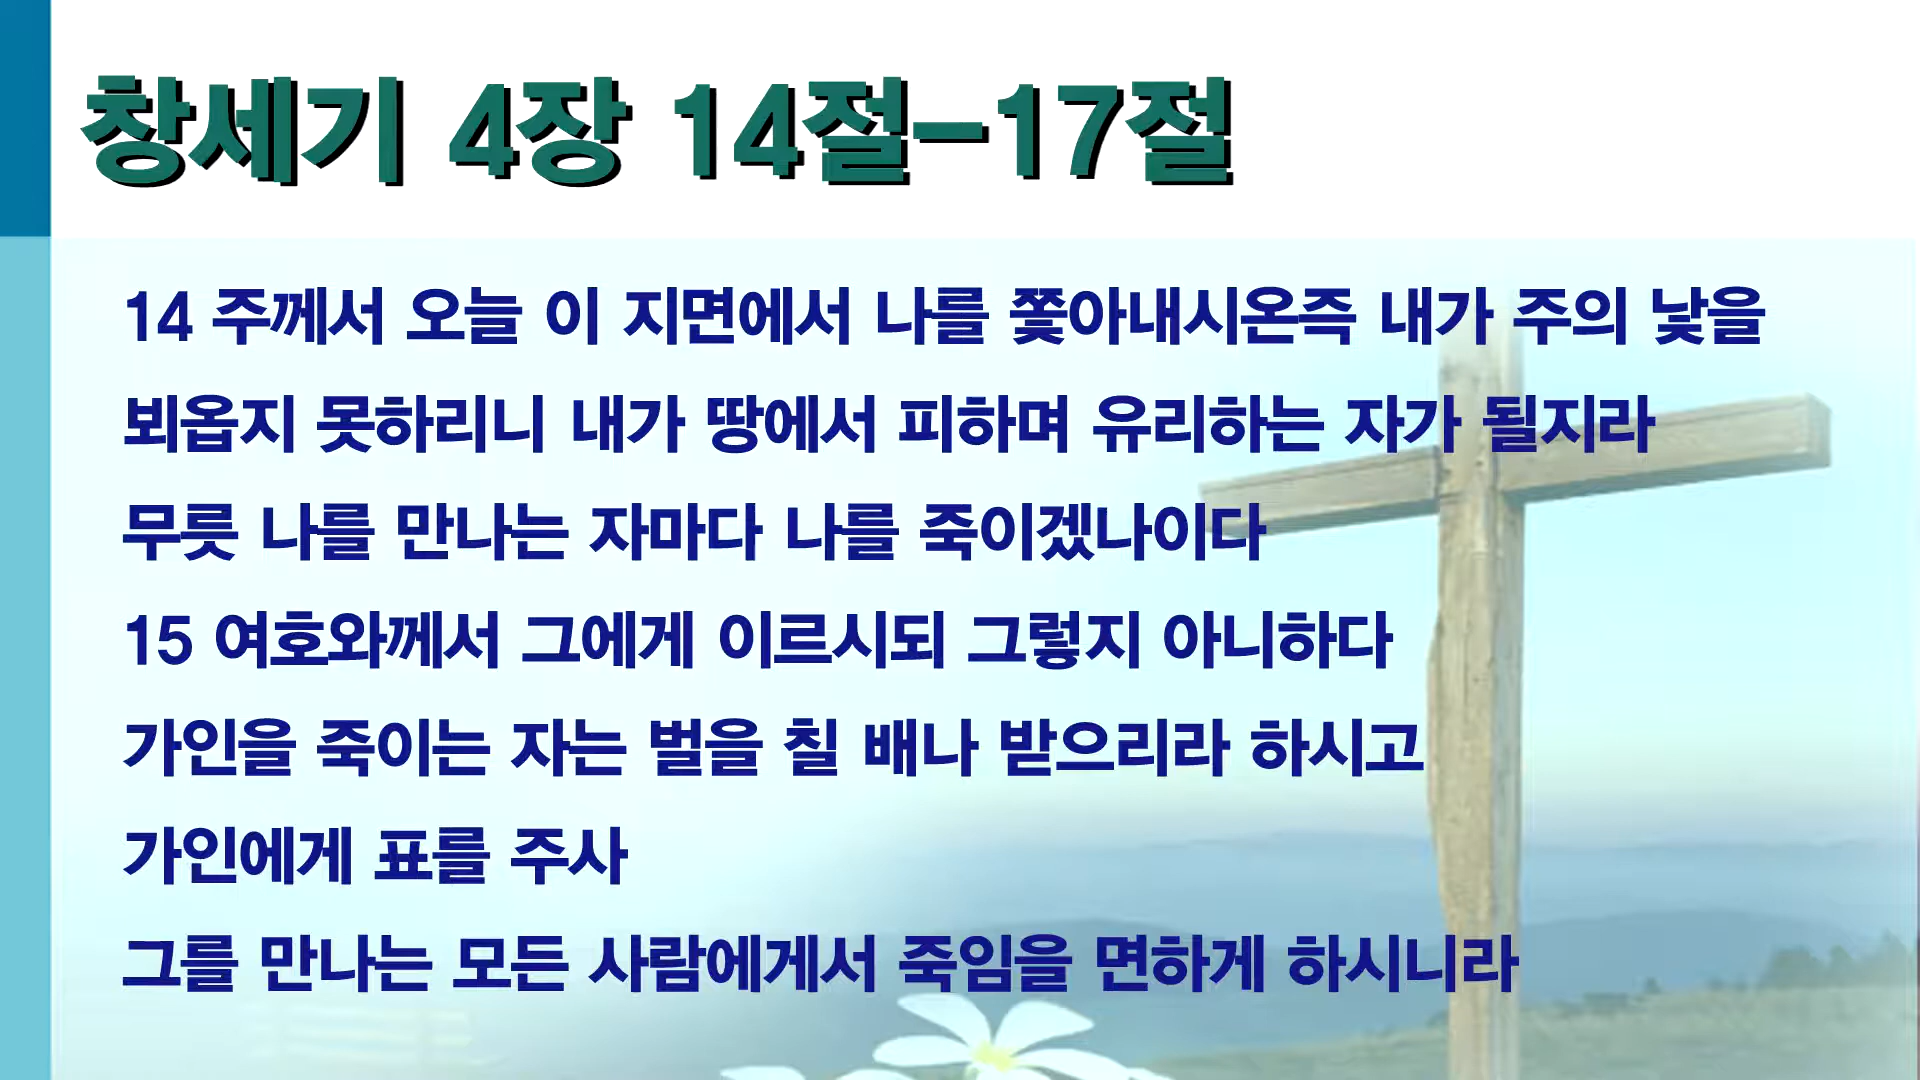 창세기 4장 14절-17절
14 주께서 오늘 이 지면에서 나를 쫓아내시온즉 내가 주의 낯을
뵈옵지 못하리니 내가 땅에서 피하며 유리하는 자가 될지라
무릇 나를 만나는 자마다 나를 죽이겠나이다
15 여호와께서 그에게 이르시되 그렇지 아니하다
가인을 죽이는 자는 벌을 칠 배나 받으리라 하시고
가인에게 표를 주사
그를 만나는 모든 사람에게서 죽임을 면하게 하시니라